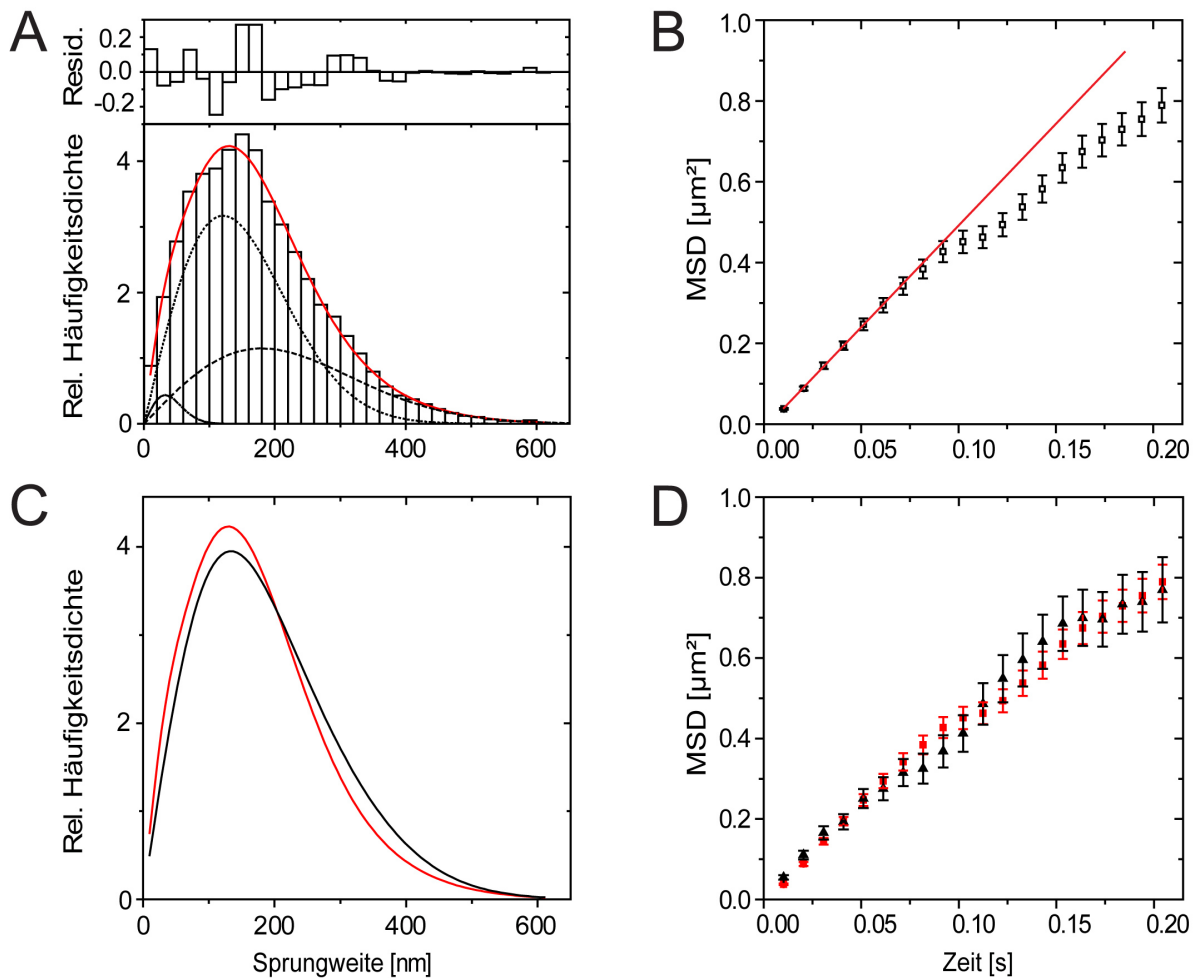 A
Resid.
0.2
0.0
-0.2
Rel. Häufigkeitsdichte
4
2
0
0 200 400 600
B
MSD [µm²]
1.0
0.8
0.6
0.4
0.2
0.0
0.00 0.05 0.10 0.15 0.20
C
Rel. Häufigkeitsdichte
4
2
0
0 200 400 600
Sprungweite [nm]
D
MSD [µm²]
1.0
0.8
0.6
0.4
0.2
0.0
0.00 0.05 0.10 0.15 0.20
Zeit [s]